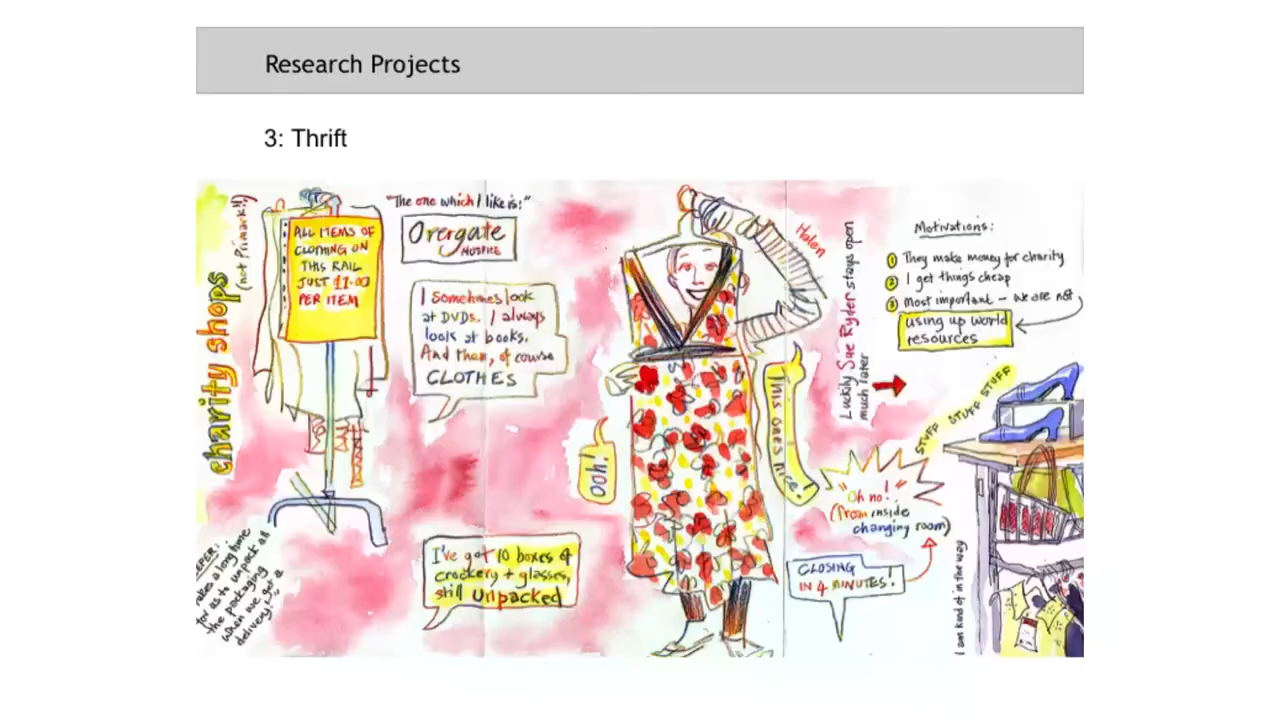 Research Projects
3: Thrift
charity shops
(not Primark!!)
ALL ITEMS OF
CLOTHING ON
THIS RAIL
JUST £1.00
PER ITEM
"The one which I like is:"
Overgate
HOSPICE
I sometimes look
at DVDs. I always
look at books.
And then, of course
CLOTHES
I've got 10 boxes of
crockery + glasses,
still unpacked
for us to unpack all
the packaging
when we get a
delivery!"
Ooh!
Helen
This one's nice!
Luckily Sue Ryder stays open
much later
Motivations:
1 They make money for charity
2 I get things cheap
3 Most important – we are not
using up world
resources
STUFF STUFF STUFF
"Oh no!"
(from inside
changing room)
CLOSING
IN 4 MINUTES!
I am kind of in the way